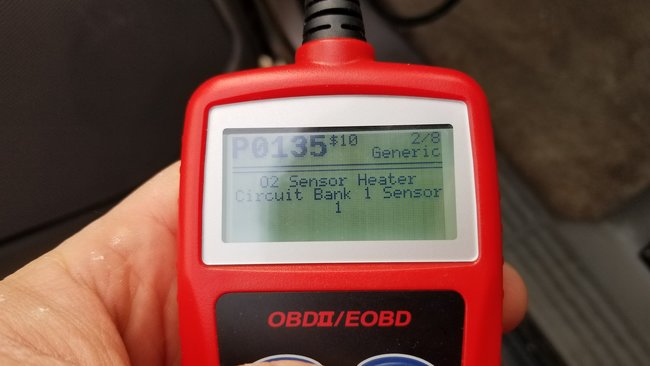 P0135 $10 2/8
Generic
O2 Sensor Heater
Circuit Bank 1 Sensor
1
OBDII/EOBD